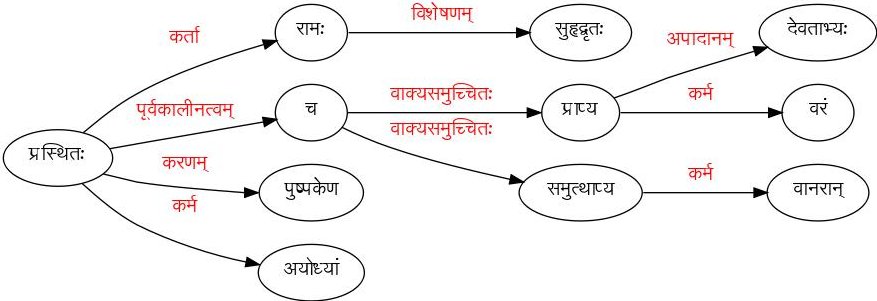 कर्ता
रामः
विशेषणम्
सुहृद्वृतः
अपादानम्
देवताभ्यः
पूर्वकालीनत्वम्
च
वाक्यसमुच्चितः
प्राप्य
कर्म
वरं
वाक्यसमुच्चितः
प्रस्थितः
करणम्
पुष्पकेण
समुत्थाप्य
कर्म
वानरान्
कर्म
अयोध्यां